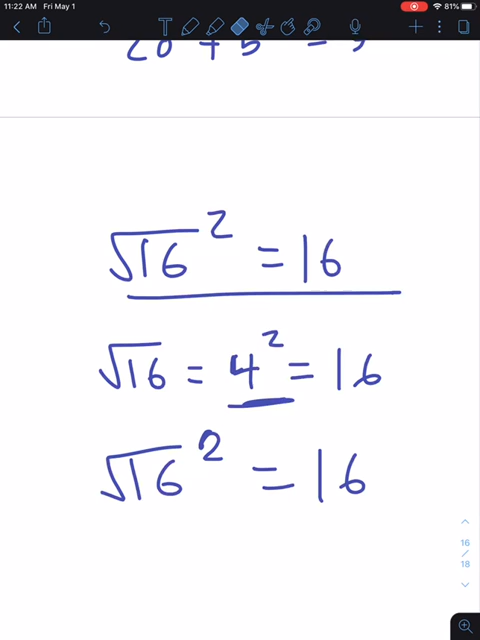 11:22 AM Fri May 1
81%
√16² = 16
√16 = 4² = 16
√16² = 16
16
/
18